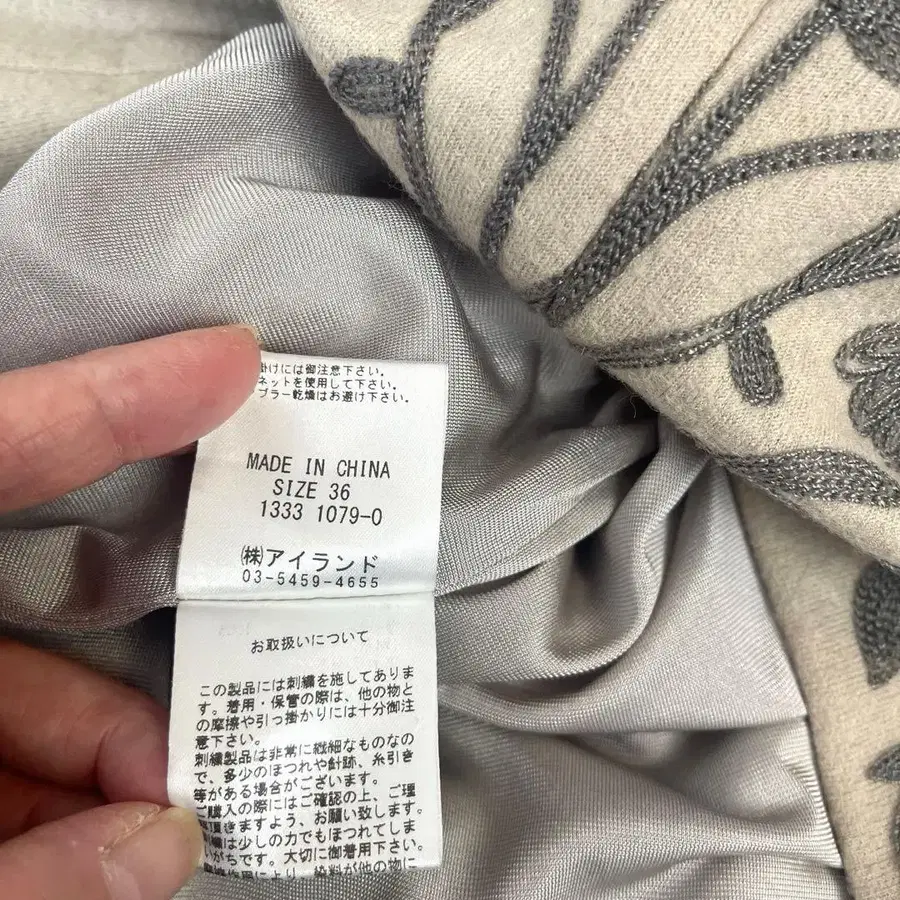 掛けには御注意下さい。
ネットを使用して下さい。
ブラー乾燥はお避け下さい。
MADE IN CHINA
SIZE 36
1333 1079-0
㈱アイランド
03-5459-4655
お取扱いについて
この製品には刺繍を施してありま
す。着用・保管の際は、他の物と
の摩擦や引っ掛かりには十分御注
意下さい。
刺繍製品は非常に繊細なものなの
で、多少のほつれや針跡、糸引き
等がある場合がございます。
ご購入の際にはご確認の上、ご理
頂きますよう、お願い致します。
は少しの力でもほつれてしま
がちです。大切に御着用下さい。
により、染料が他の物に